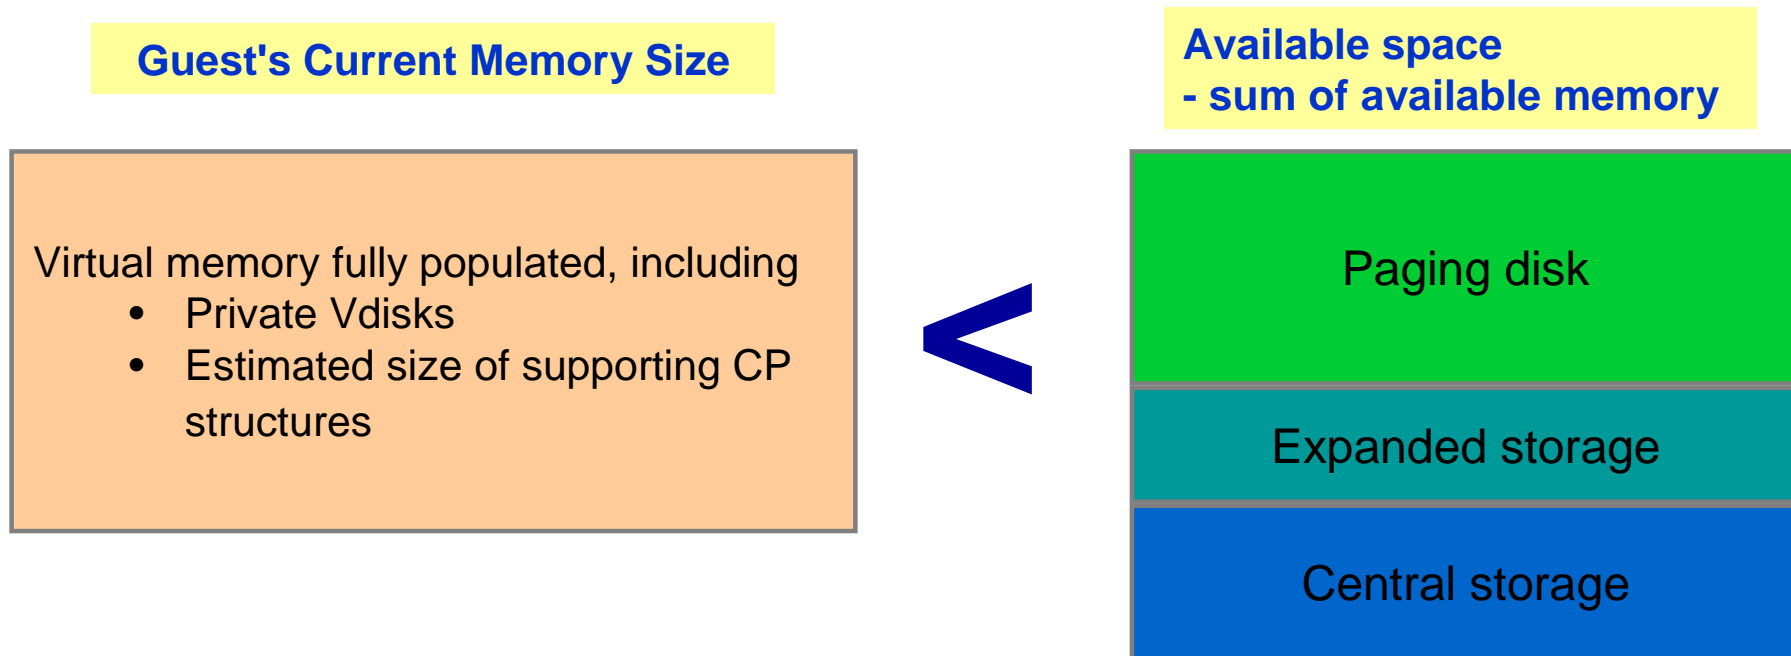 Guest's Current Memory Size
Available space
- sum of available memory
Virtual memory fully populated, including
• Private Vdisks
• Estimated size of supporting CP
structures
<
Paging disk
Expanded storage
Central storage